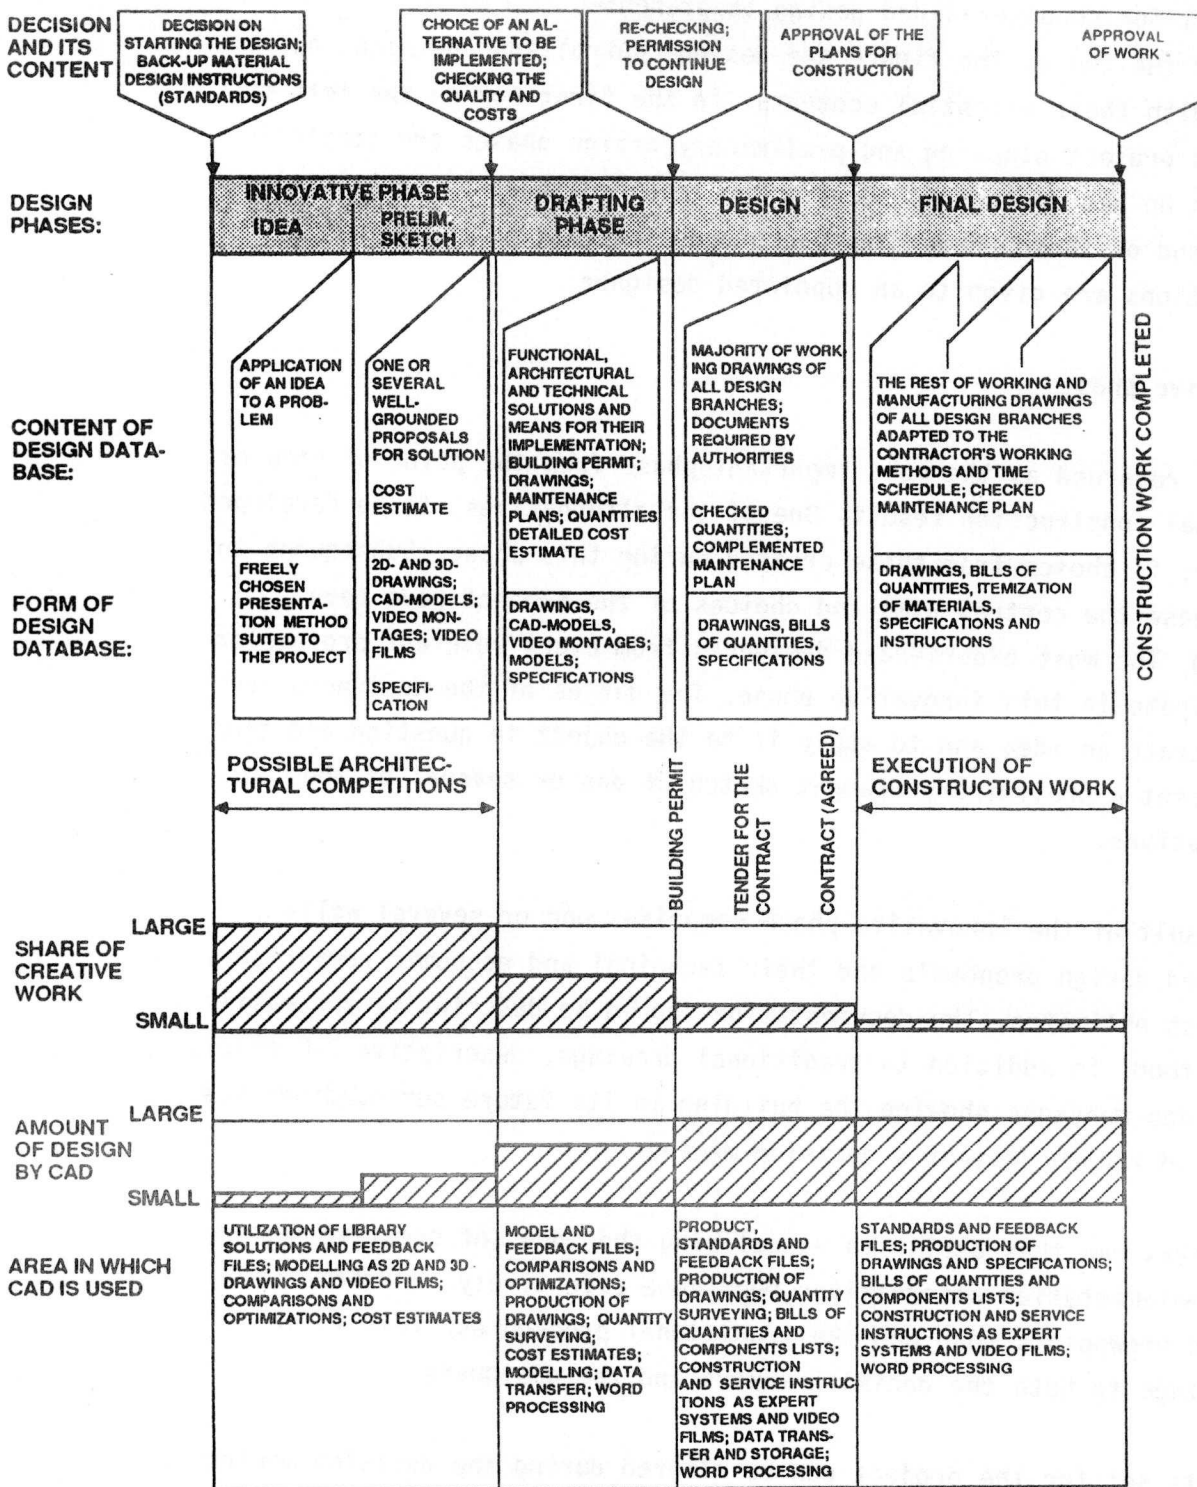 DECISION
AND ITS
CONTENT
DECISION ON
STARTING THE DESIGN;
BACK-UP MATERIAL
DESIGN INSTRUCTIONS
(STANDARDS)
CHOICE OF AN AL-
TERNATIVE TO BE
IMPLEMENTED;
CHECKING THE
QUALITY AND
COSTS
RE-CHECKING;
PERMISSION
TO CONTINUE
DESIGN
APPROVAL OF THE
PLANS FOR
CONSTRUCTION
APPROVAL
OF WORK
DESIGN
PHASES:
INNOVATIVE PHASE
IDEA
PRELIM.
SKETCH
DRAFTING
PHASE
DESIGN
FINAL DESIGN
CONTENT OF
DESIGN DATA-
BASE:
APPLICATION
OF AN IDEA
TO A PROB-
LEM
ONE OR
SEVERAL
WELL-
GROUNDED
PROPOSALS
FOR SOLUTION
COST
ESTIMATE
FUNCTIONAL,
ARCHITECTURAL
AND TECHNICAL
SOLUTIONS AND
MEANS FOR THEIR
IMPLEMENTATION;
BUILDING PERMIT;
DRAWINGS;
MAINTENANCE
PLANS; QUANTITIES
DETAILED COST
ESTIMATE
MAJORITY OF WORK
ING DRAWINGS OF
ALL DESIGN
BRANCHES;
DOCUMENTS
REQUIRED BY
AUTHORITIES
CHECKED
QUANTITIES;
COMPLEMENTED
MAINTENANCE
PLAN
THE REST OF WORKING AND
MANUFACTURING DRAWINGS
OF ALL DESIGN BRANCHES
ADAPTED TO THE
CONTRACTOR'S WORKING
METHODS AND TIME
SCHEDULE; CHECKED
MAINTENANCE PLAN
CONSTRUCTION WORK COMPLETED
FORM OF
DESIGN
DATABASE:
FREELY
CHOSEN
PRESENTA-
TION METHOD
SUITED TO
THE PROJECT
2D- AND 3D-
DRAWINGS;
CAD-MODELS;
VIDEO MON-
TAGES; VIDEO
FILMS
SPECIFI-
CATION
DRAWINGS,
CAD-MODELS,
VIDEO MONTAGES;
MODELS;
SPECIFICATIONS
DRAWINGS, BILLS
OF QUANTITIES,
SPECIFICATIONS
DRAWINGS, BILLS OF
QUANTITIES, ITEMIZATION
OF MATERIALS,
SPECIFICATIONS AND
INSTRUCTIONS
POSSIBLE ARCHITEC-
TURAL COMPETITIONS
BUILDING PERMIT
TENDER FOR THE
CONTRACT
CONTRACT (AGREED)
EXECUTION OF
CONSTRUCTION WORK
SHARE OF
CREATIVE
WORK
LARGE
SMALL
AMOUNT
OF DESIGN
BY CAD
LARGE
SMALL
AREA IN WHICH
CAD IS USED
UTILIZATION OF LIBRARY
SOLUTIONS AND FEEDBACK
FILES; MODELLING AS 2D AND 3D
DRAWINGS AND VIDEO FILMS;
COMPARISONS AND
OPTIMIZATIONS; COST ESTIMATES
MODEL AND
FEEDBACK FILES;
COMPARISONS AND
OPTIMIZATIONS;
PRODUCTION OF
DRAWINGS; QUANTITY
SURVEYING;
COST ESTIMATES;
MODELLING; DATA
TRANSFER; WORD
PROCESSING
PRODUCT,
STANDARDS AND
FEEDBACK FILES;
PRODUCTION OF
DRAWINGS; QUANTITY
SURVEYING; BILLS OF
QUANTITIES AND
COMPONENTS LISTS;
CONSTRUCTION
AND SERVICE INSTRUC
TIONS AS EXPERT
SYSTEMS AND VIDEO
FILMS; DATA TRANS-
FER AND STORAGE;
WORD PROCESSING
STANDARDS AND FEEDBACK
FILES; PRODUCTION OF
DRAWINGS AND SPECIFICATIONS;
BILLS OF QUANTITIES AND
COMPONENTS LISTS;
CONSTRUCTION AND SERVICE
INSTRUCTIONS AS EXPERT
SYSTEMS AND VIDEO FILMS;
WORD PROCESSING